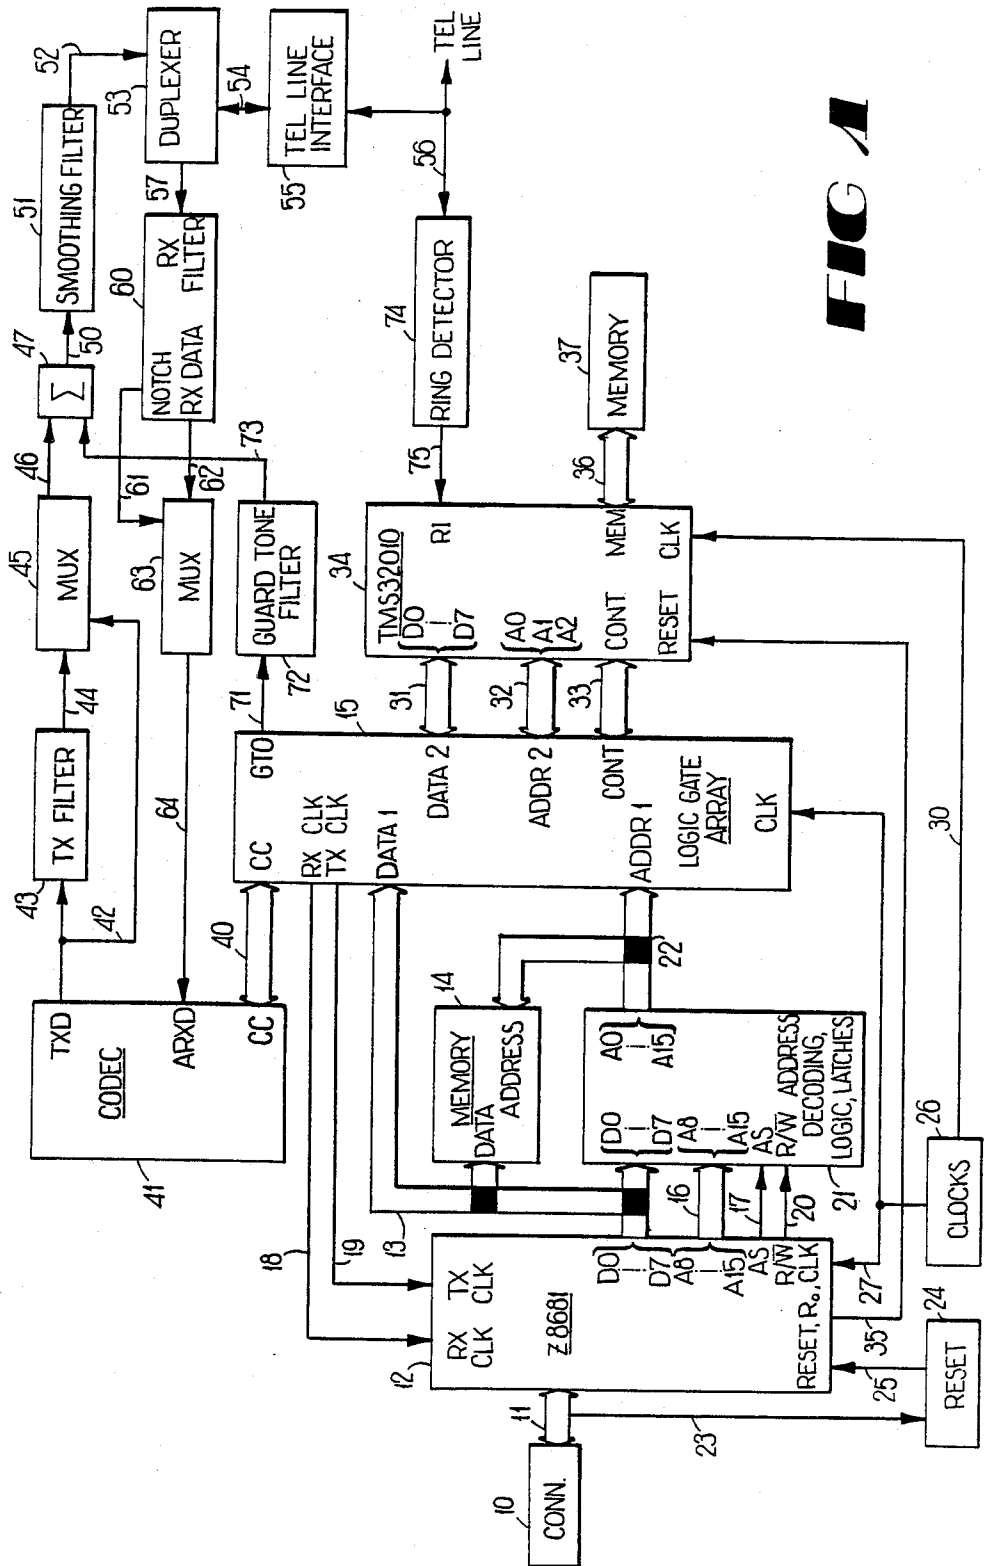 10
CONN.
11
23
RESET
24
25
12
RX
CLK
TX
CLK
Z8681
D0
D7
A8
A15
AS
R/W
RESET, R₀, CLK
35
27
18
19
13
16
17
20
21
D0
D7
A8
A15
AS
R/W ADDRESS
DECODING,
LOGIC, LATCHES
A0
A15
CLOCKS
26
30
MEMORY
DATA
ADDRESS
14
22
41
CODEC
TXD
ARXD
CC
40
42
43
TX FILTER
44
64
15
CC
GTO
RX CLK
TX CLK
DATA 1
DATA 2
ADDR 2
CONT
ADDR 1
LOGIC GATE
ARRAY
CLK
71
72
GUARD TONE
FILTER
73
45
MUX
46
63
MUX
61
62
47
Σ
50
51
SMOOTHING FILTER
52
60
NOTCH
RX DATA
RX
FILTER
57
53
DUPLEXER
54
55
TEL LINE
INTERFACE
TEL
LINE
56
74
RING DETECTOR
75
31
32
33
34
TMS32010
D0
D7
RI
A0
A1
A2
CONT
MEM
RESET
CLK
36
37
MEMORY
FIG 1